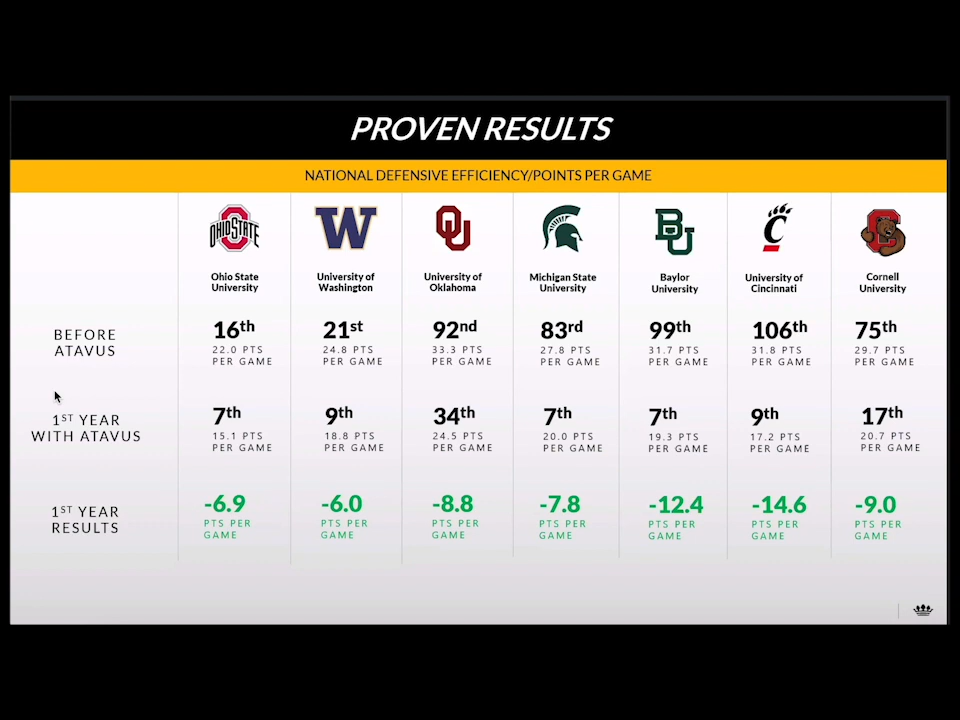 PROVEN RESULTS
NATIONAL DEFENSIVE EFFICIENCY/POINTS PER GAME
OHIO STATE
W
OU
BU
C
C
Ohio State
University
University of
Washington
University of
Oklahoma
Michigan State
University
Baylor
University
University of
Cincinnati
Cornell
University
BEFORE
ATAVUS
16th
22.0 PTS
PER GAME
21st
24.8 PTS
PER GAME
92nd
33.3 PTS
PER GAME
83rd
27.8 PTS
PER GAME
99th
31.7 PTS
PER GAME
106th
31.8 PTS
PER GAME
75th
29.7 PTS
PER GAME
1ST YEAR
WITH ATAVUS
7th
15.1 PTS
PER GAME
9th
18.8 PTS
PER GAME
34th
24.5 PTS
PER GAME
7th
20.0 PTS
PER GAME
7th
19.3 PTS
PER GAME
9th
17.2 PTS
PER GAME
17th
20.7 PTS
PER GAME
1ST YEAR
RESULTS
-6.9
PTS PER
GAME
-6.0
PTS PER
GAME
-8.8
PTS PER
GAME
-7.8
PTS PER
GAME
-12.4
PTS PER
GAME
-14.6
PTS PER
GAME
-9.0
PTS PER
GAME